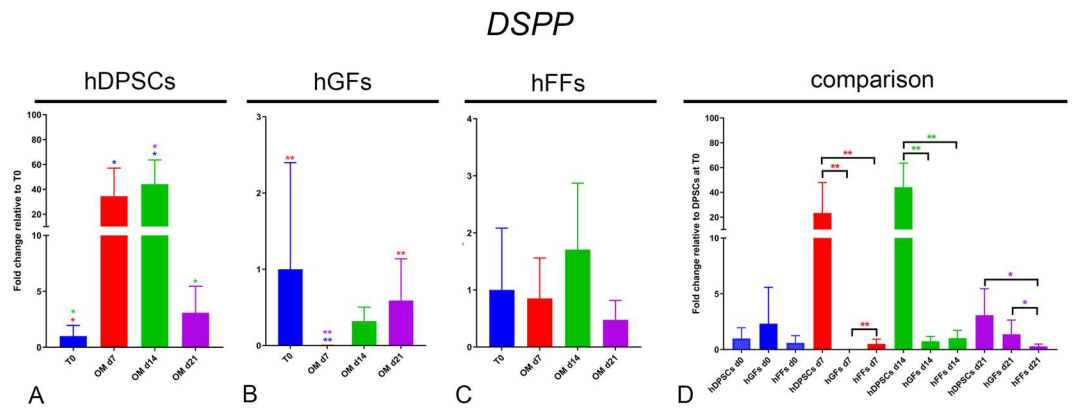 DSPP
hDPSCs
hGFs
hFFs
comparison
Fold change relative to T0
100
80
60
40
20
10
5
0
*
*
*
*
*
*
T0
OM d7
OM d14
OM d21
A
3
2
1
0
**
**
**
**
T0
OM d7
OM d14
OM d21
B
4
3
2
1
0
T0
OM d7
OM d14
OM d21
C
Fold change relative to DPSCs at T0
100
80
60
40
20
10
5
0
**
**
**
**
**
*
*
hDPSCs d0
hGFs d0
hFFs d0
hDPSCs d7
hGFs d7
hFFs d7
hDPSCs d14
hGFs d14
hFFs d14
hDPSCs d21
hGFs d21
hFFs d21
D